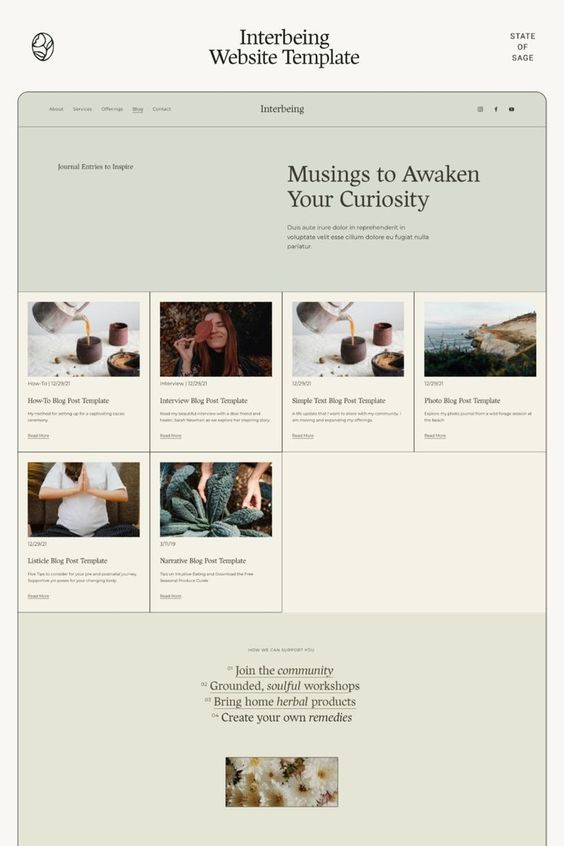 Interbeing
Website Template
STATE
OF
SAGE
About Services Offerings Blog Contact
Interbeing
Journal Entries to Inspire
Musings to Awaken
Your Curiosity
Duis aute irure dolor in reprehenderit in
voluptate velit esse cillum dolore eu fugiat nulla
pariatur.
How-To | 12/29/21
How-To Blog Post Template
My method for setting up for a captivating cacao
ceremony.
Read More
Interview | 12/29/21
Interview Blog Post Template
Read my beautiful interview with a dear friend and
healer, Sarah Newman as we explore her inspiring story
Read More
12/29/21
Simple Text Blog Post Template
A life update that I want to share with my community. I
am moving and expanding my offerings.
Read More
12/29/21
Photo Blog Post Template
Explore my photo journal from a wild forage session at
the beach
Read More
12/29/21
Listicle Blog Post Template
Five Tips to consider for your pre and postnatal journey.
Supportive yin poses for your changing body.
Read More
3/11/19
Narrative Blog Post Template
Tips on Intuitive Eating and Download the Free
Seasonal Produce Guide
Read More
HOW WE CAN SUPPORT YOU
01 Join the community
02 Grounded, soulful workshops
03 Bring home herbal products
04 Create your own remedies